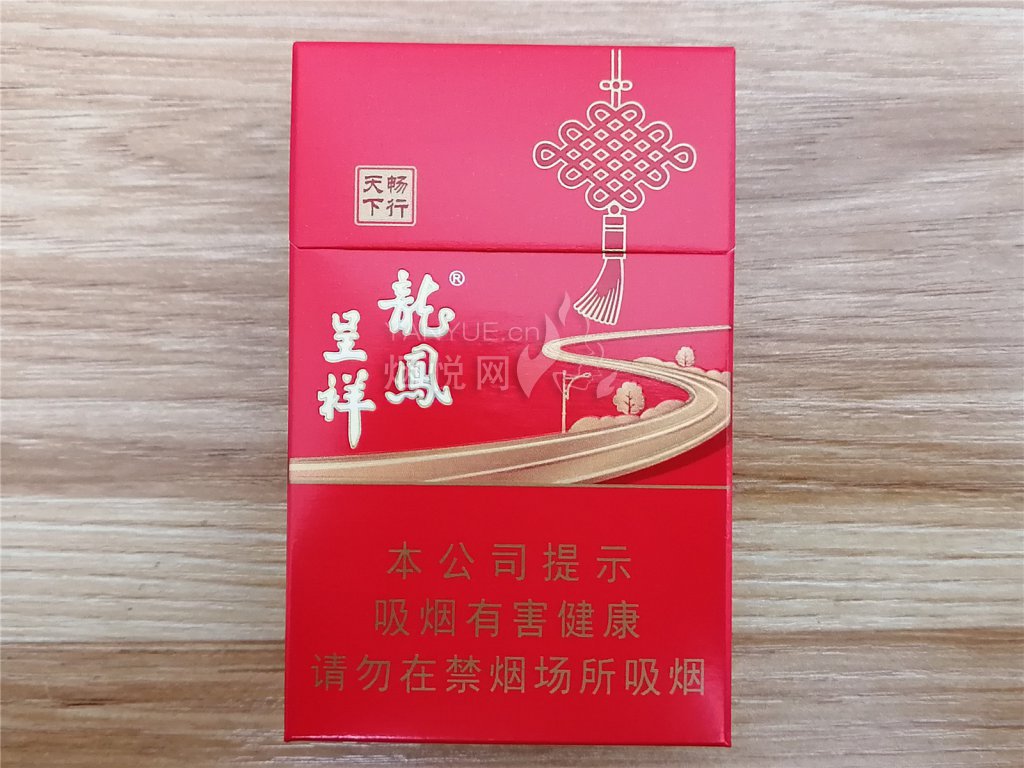 畅行
天下
龍鳳®
呈祥
YANYUE.cn
烟悦网
本公司提示
吸烟有害健康
请勿在禁烟场所吸烟